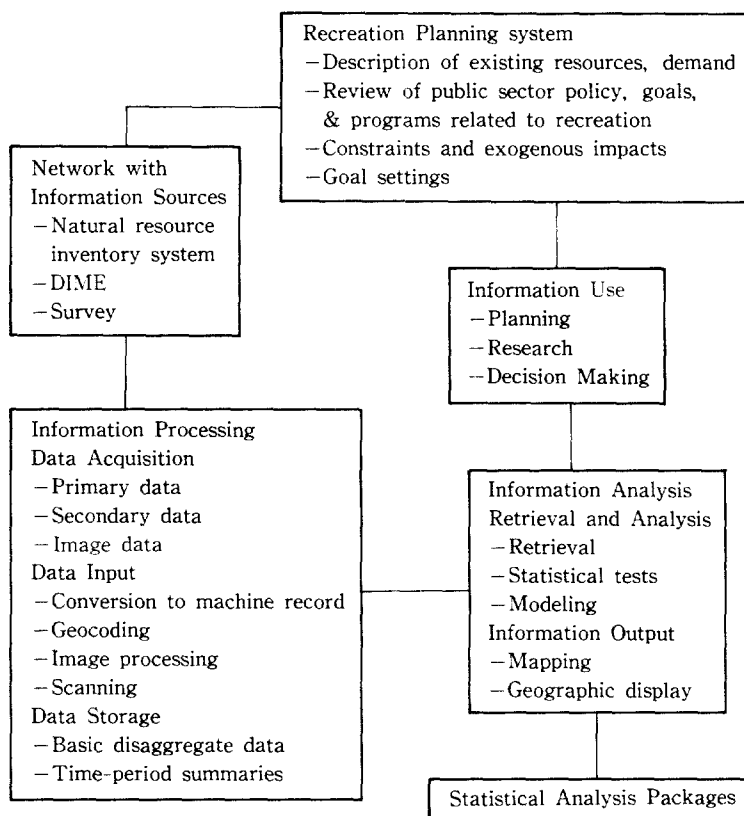 Recreation Planning system
–Description of existing resources, demand
–Review of public sector policy, goals,
& programs related to recreation
–Constraints and exogenous impacts
–Goal settings
Network with
Information Sources
–Natural resource
inventory system
–DIME
–Survey
Information Use
–Planning
–Research
–Decision Making
Information Processing
Data Acquisition
–Primary data
–Secondary data
–Image data
Data Input
–Conversion to machine record
–Geocoding
–Image processing
–Scanning
Data Storage
–Basic disaggregate data
–Time-period summaries
Information Analysis
Retrieval and Analysis
–Retrieval
–Statistical tests
–Modeling
Information Output
–Mapping
–Geographic display
Statistical Analysis Packages